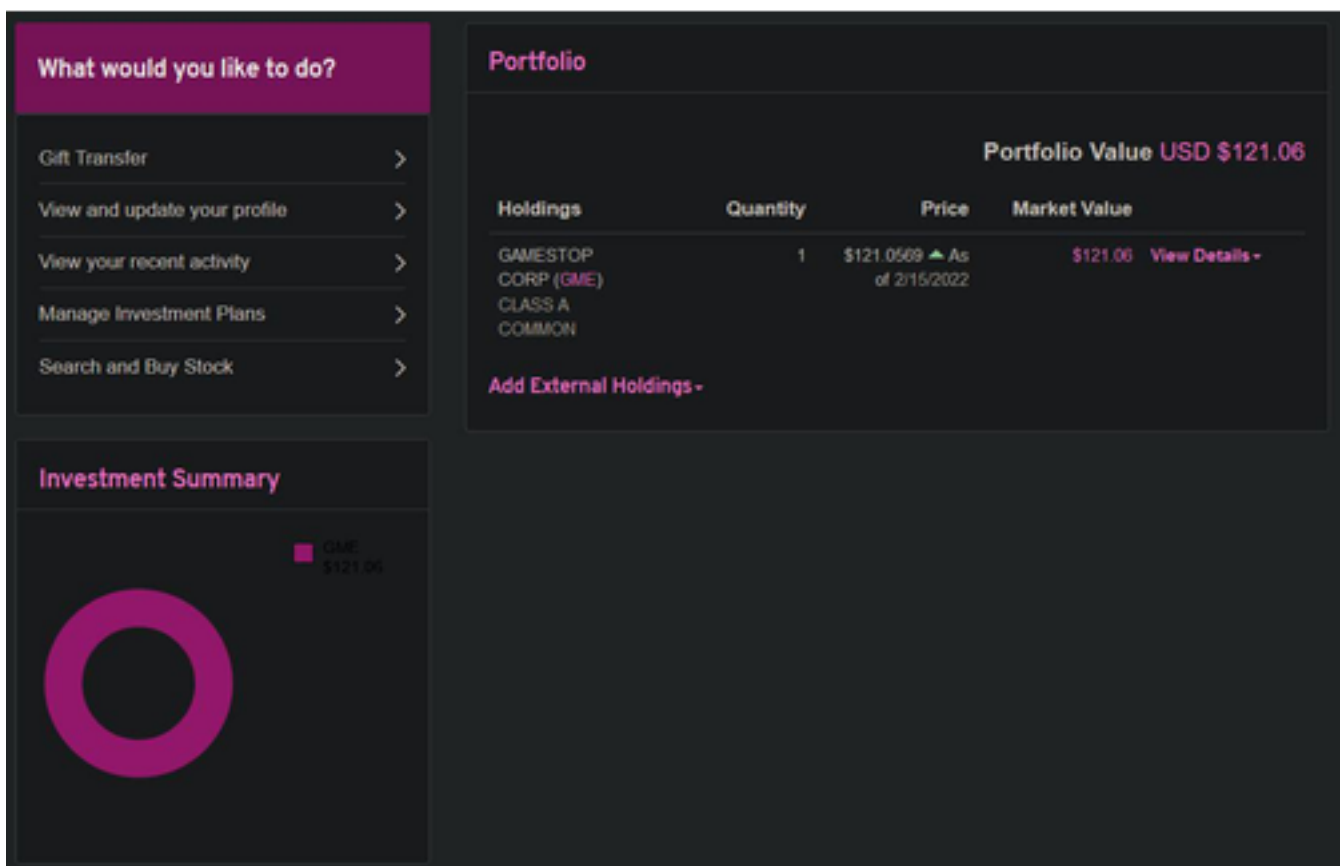 What would you like to do?
Gift Transfer
View and update your profile
View your recent activity
Manage Investment Plans
Search and Buy Stock
Portfolio
Portfolio Value USD $121.06
Holdings Quantity Price Market Value
GAMESTOP 1 $121.0569 ▲ As $121.06 View Details
CORP (GME) of 2/15/2022
CLASS A
COMMON
Add External Holdings
Investment Summary
GME
$121.06